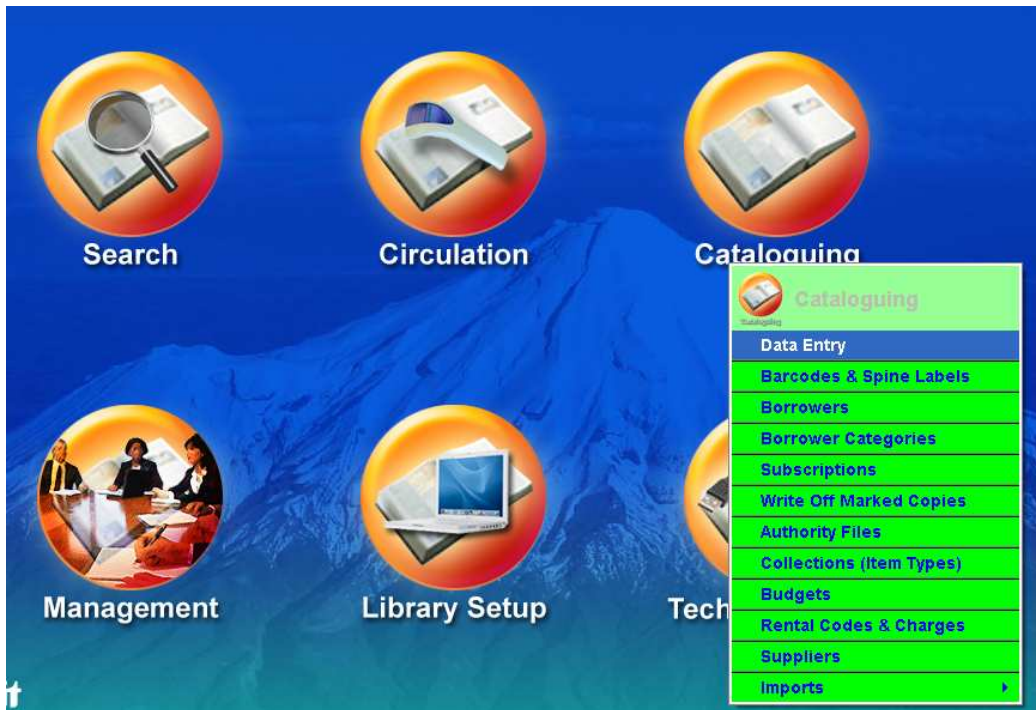 Search
Circulation
Cataloguing
Cataloguing
Cataloguing
Data Entry
Barcodes & Spine Labels
Borrowers
Borrower Categories
Subscriptions
Write Off Marked Copies
Authority Files
Collections (Item Types)
Budgets
Rental Codes & Charges
Suppliers
Imports
Management
Library Setup
Tech
it